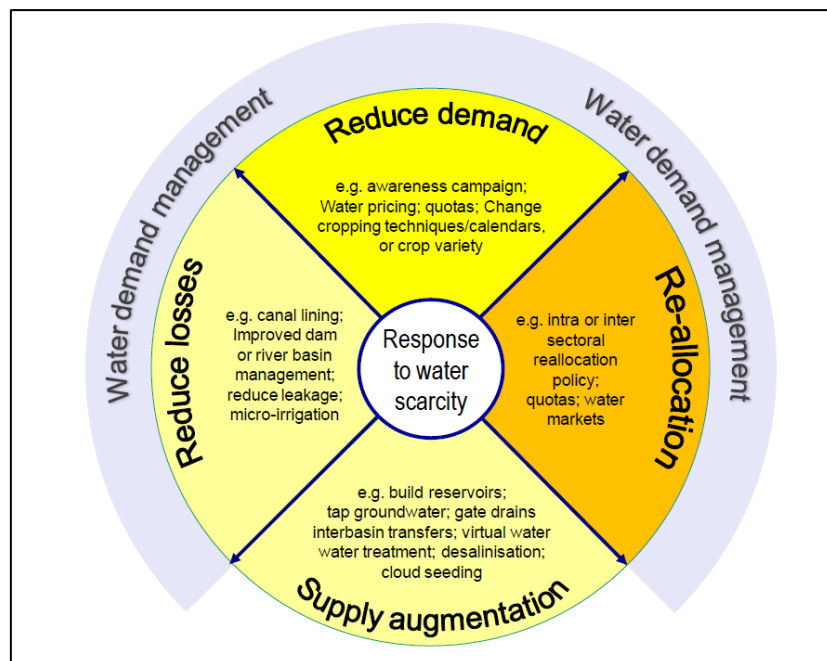 Water demand management
Water demand management
Reduce demand
e.g. awareness campaign;
Water pricing; quotas; Change
cropping techniques/calendars,
or crop variety
Reduce losses
e.g. canal lining;
Improved dam
or river basin
management;
reduce leakage;
micro-irrigation
Response
to water
scarcity
e.g. intra or inter
sectoral
reallocation
policy;
quotas; water
markets
Re-allocation
e.g. build reservoirs;
tap groundwater; gate drains
interbasin transfers; virtual water
water treatment; desalinisation;
cloud seeding
Supply augmentation